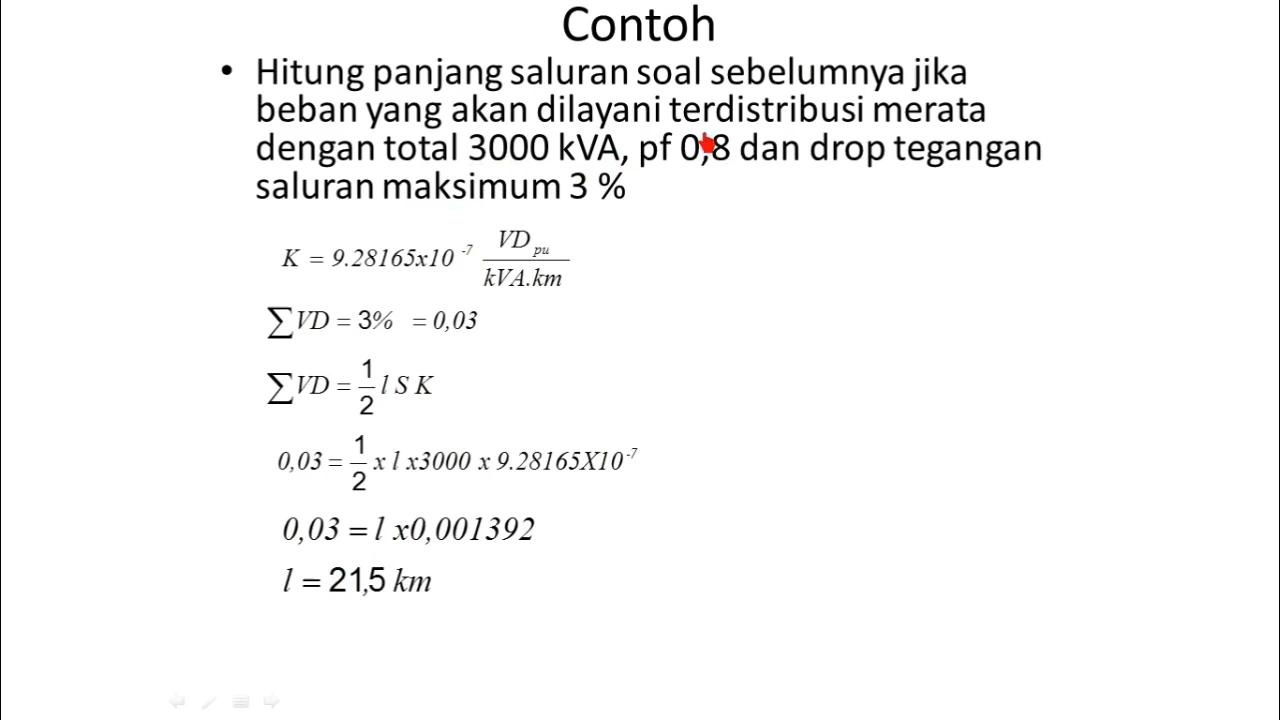 Contoh
• Hitung panjang saluran soal sebelumnya jika
beban yang akan dilayani terdistribusi merata
dengan total 3000 kVA, pf 0,8 dan drop tegangan
saluran maksimum 3 %
K = 9.28165x10⁻⁷ VD_pu / kVA.km
∑VD = 3% = 0,03
∑VD = 1/2 l S K
0,03 = 1/2 x l x3000 x 9.28165X10⁻⁷
0,03 = l x0,001392
l = 21,5 km